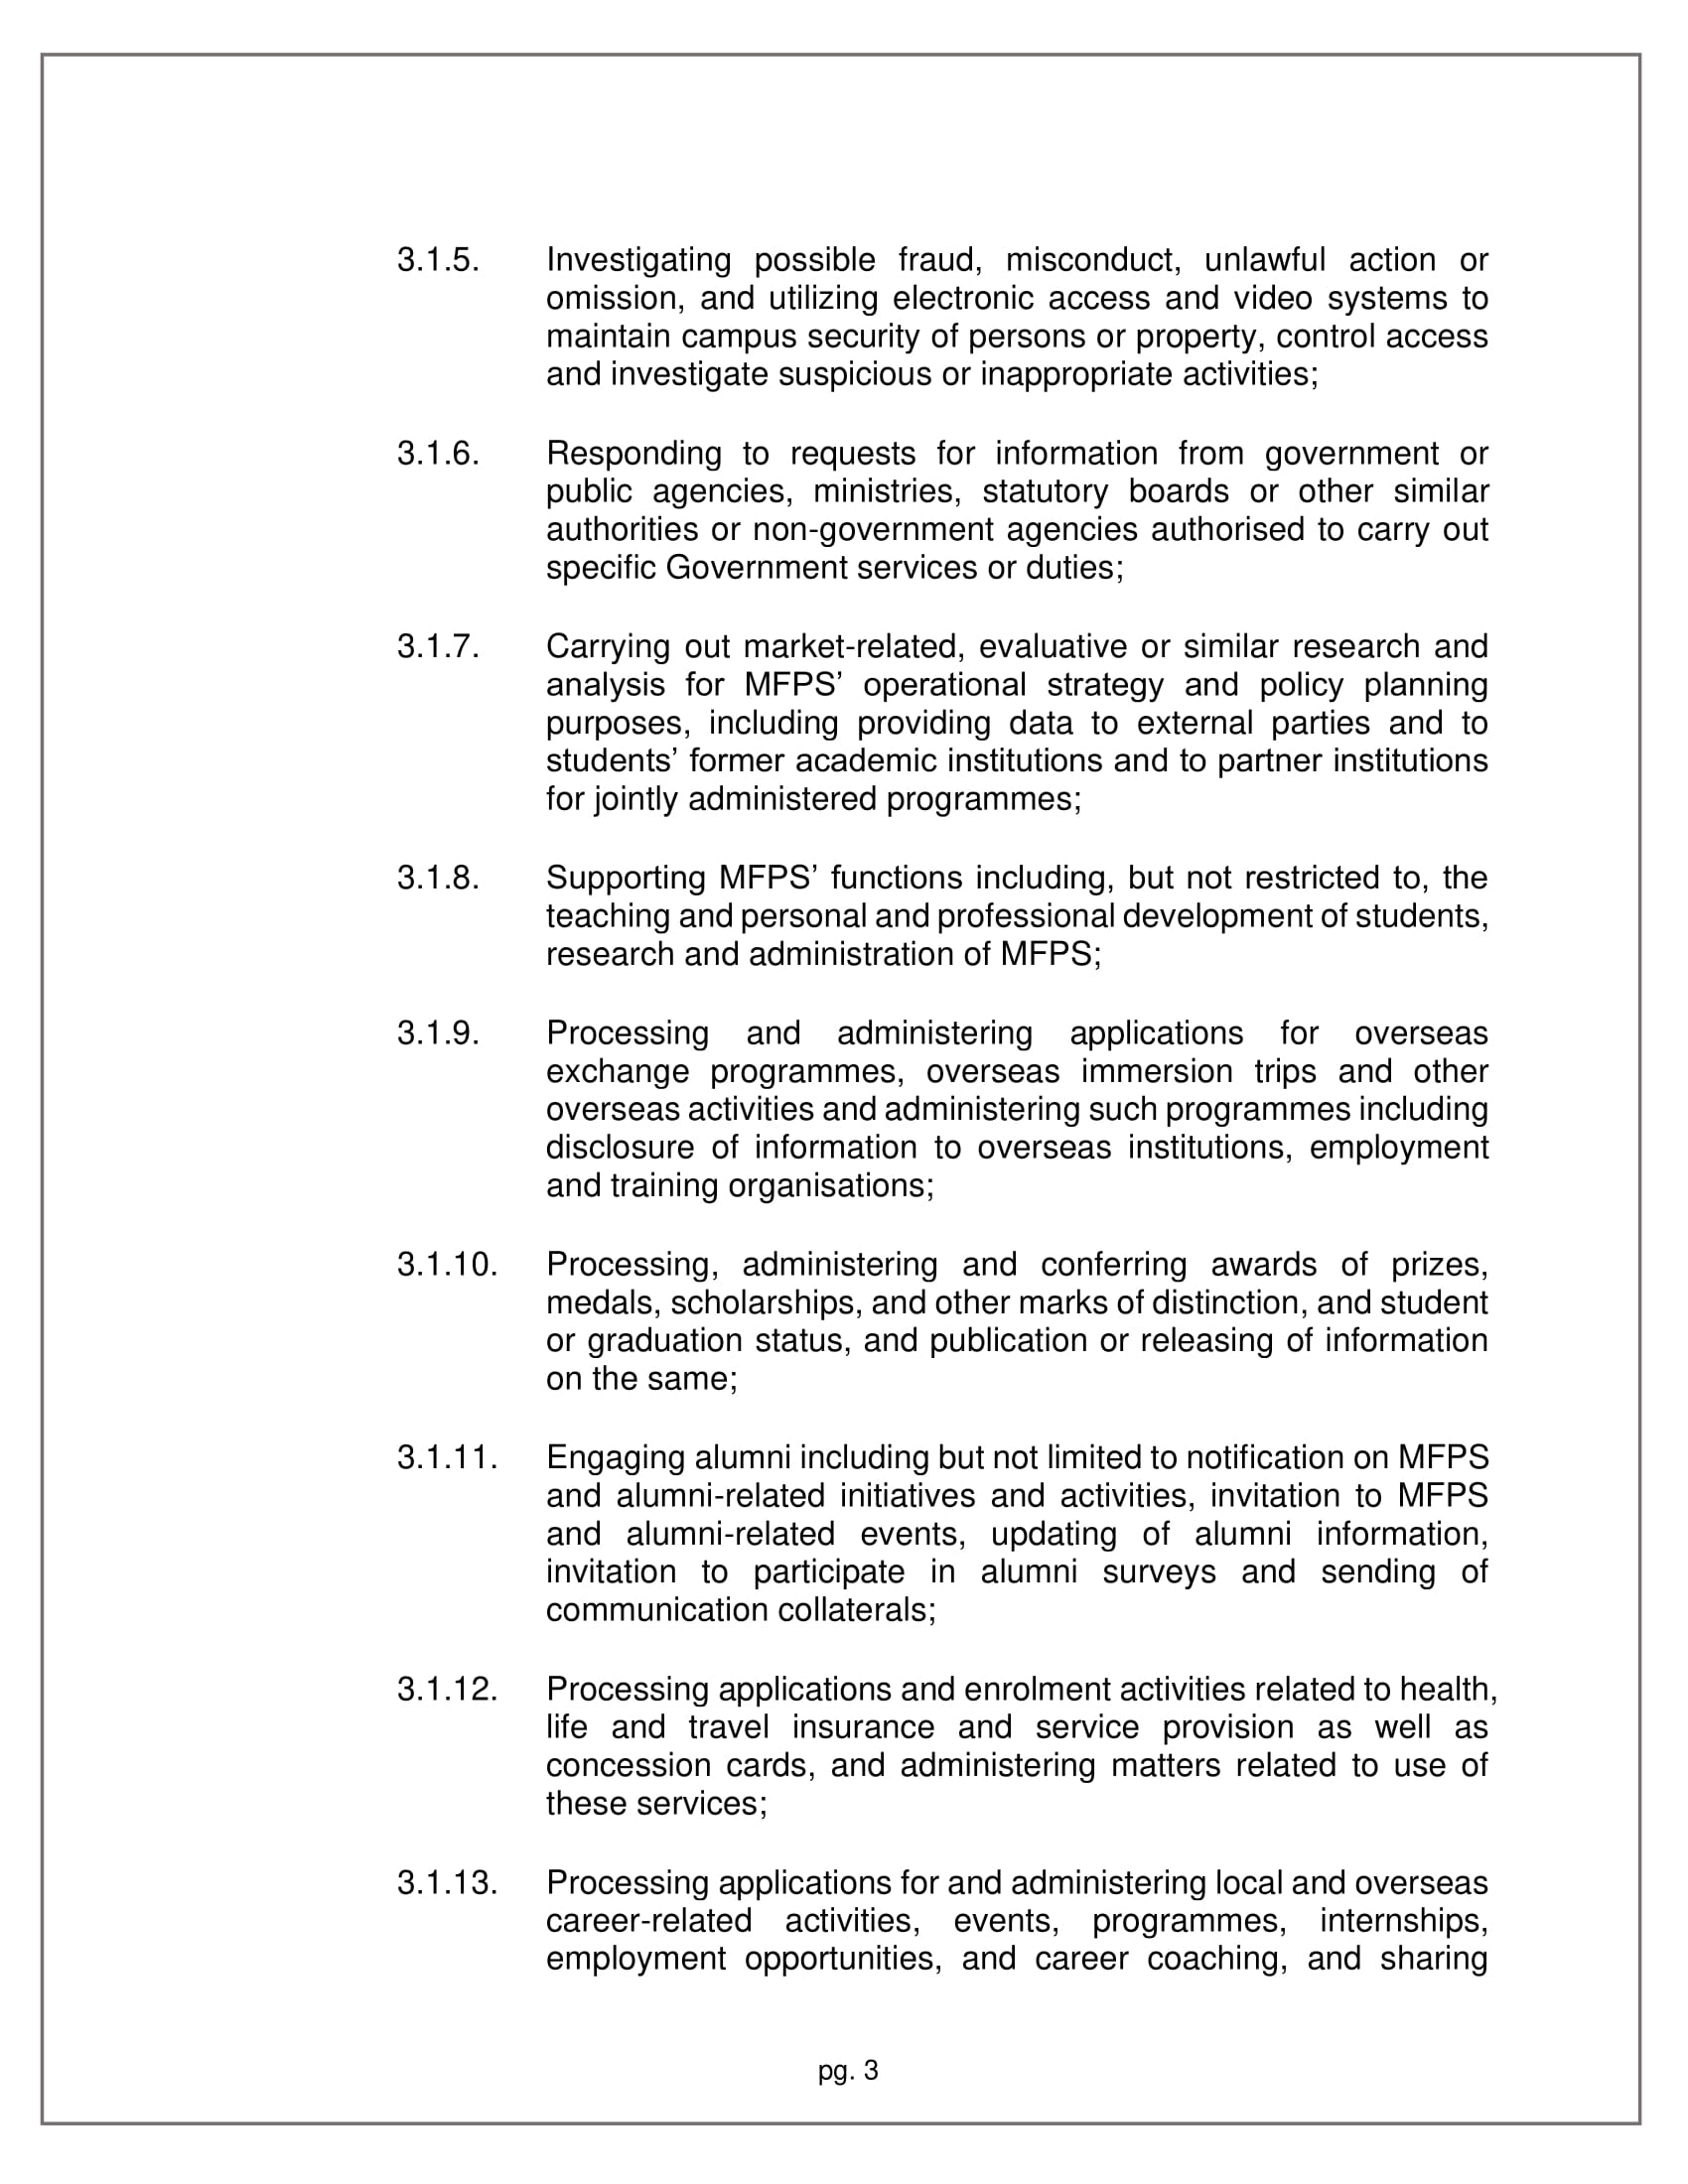 3.1.5. Investigating possible fraud, misconduct, unlawful action or
omission, and utilizing electronic access and video systems to
maintain campus security of persons or property, control access
and investigate suspicious or inappropriate activities;
3.1.6. Responding to requests for information from government or
public agencies, ministries, statutory boards or other similar
authorities or non-government agencies authorised to carry out
specific Government services or duties;
3.1.7. Carrying out market-related, evaluative or similar research and
analysis for MFPS’ operational strategy and policy planning
purposes, including providing data to external parties and to
students’ former academic institutions and to partner institutions
for jointly administered programmes;
3.1.8. Supporting MFPS’ functions including, but not restricted to, the
teaching and personal and professional development of students,
research and administration of MFPS;
3.1.9. Processing and administering applications for overseas
exchange programmes, overseas immersion trips and other
overseas activities and administering such programmes including
disclosure of information to overseas institutions, employment
and training organisations;
3.1.10. Processing, administering and conferring awards of prizes,
medals, scholarships, and other marks of distinction, and student
or graduation status, and publication or releasing of information
on the same;
3.1.11. Engaging alumni including but not limited to notification on MFPS
and alumni-related initiatives and activities, invitation to MFPS
and alumni-related events, updating of alumni information,
invitation to participate in alumni surveys and sending of
communication collaterals;
3.1.12. Processing applications and enrolment activities related to health,
life and travel insurance and service provision as well as
concession cards, and administering matters related to use of
these services;
3.1.13. Processing applications for and administering local and overseas
career-related activities, events, programmes, internships,
employment opportunities, and career coaching, and sharing
pg. 3